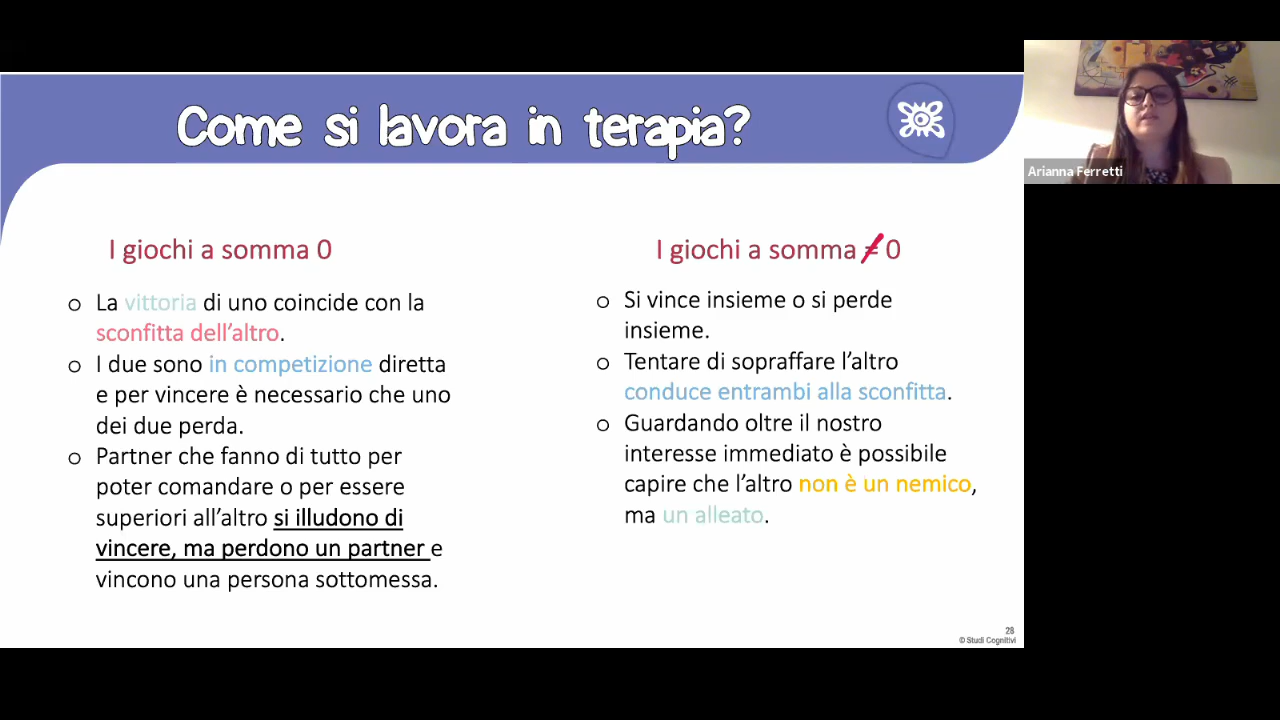 Come si lavora in terapia?
Arianna Ferretti
I giochi a somma 0
o La vittoria di uno coincide con la
sconfitta dell'altro.
o I due sono in competizione diretta
e per vincere è necessario che uno
dei due perda.
o Partner che fanno di tutto per
poter comandare o per essere
superiori all'altro si illudono di
vincere, ma perdono un partner e
vincono una persona sottomessa.
I giochi a somma ≠ 0
o Si vince insieme o si perde
insieme.
o Tentare di sopraffare l'altro
conduce entrambi alla sconfitta.
o Guardando oltre il nostro
interesse immediato è possibile
capire che l'altro non è un nemico,
ma un alleato.
28
© Studi Cognitivi